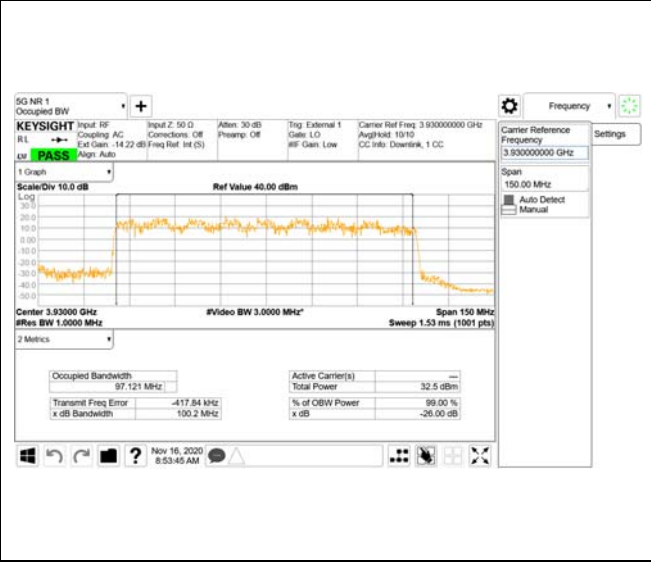 5G NR 1
Occupied BW
Frequency
KEYSIGHT
R L
PASS
Input: RF
Coupling: AC
Ext Gain: -14.22 dB
Align: Auto
Input Z: 50 Ω
Corrections: Off
Freq Ref: Int (S)
Atten: 30 dB
Preamp: Off
Trig: External 1
Gate: LO
#IF Gain: Low
Carrier Ref Freq: 3.930000000 GHz
Avg|Hold: 10/10
CC Info: Downlink, 1 CC
Carrier Reference
Frequency
3.930000000 GHz
Settings
Span
150.00 MHz
Auto Detect
Manual
1 Graph
Scale/Div 10.0 dB
Ref Value 40.00 dBm
Log
30.0
20.0
10.0
0.00
-10.0
-20.0
-30.0
-40.0
-50.0
Center 3.93000 GHz
#Video BW 3.0000 MHz*
Span 150 MHz
#Res BW 1.0000 MHz
Sweep 1.53 ms (1001 pts)
2 Metrics
Occupied Bandwidth
97.121 MHz
Transmit Freq Error -417.84 kHz
x dB Bandwidth 100.2 MHz
Active Carrier(s) ---
Total Power 32.5 dBm
% of OBW Power 99.00 %
x dB -26.00 dB
?
Nov 16, 2020
8:53:45 AM